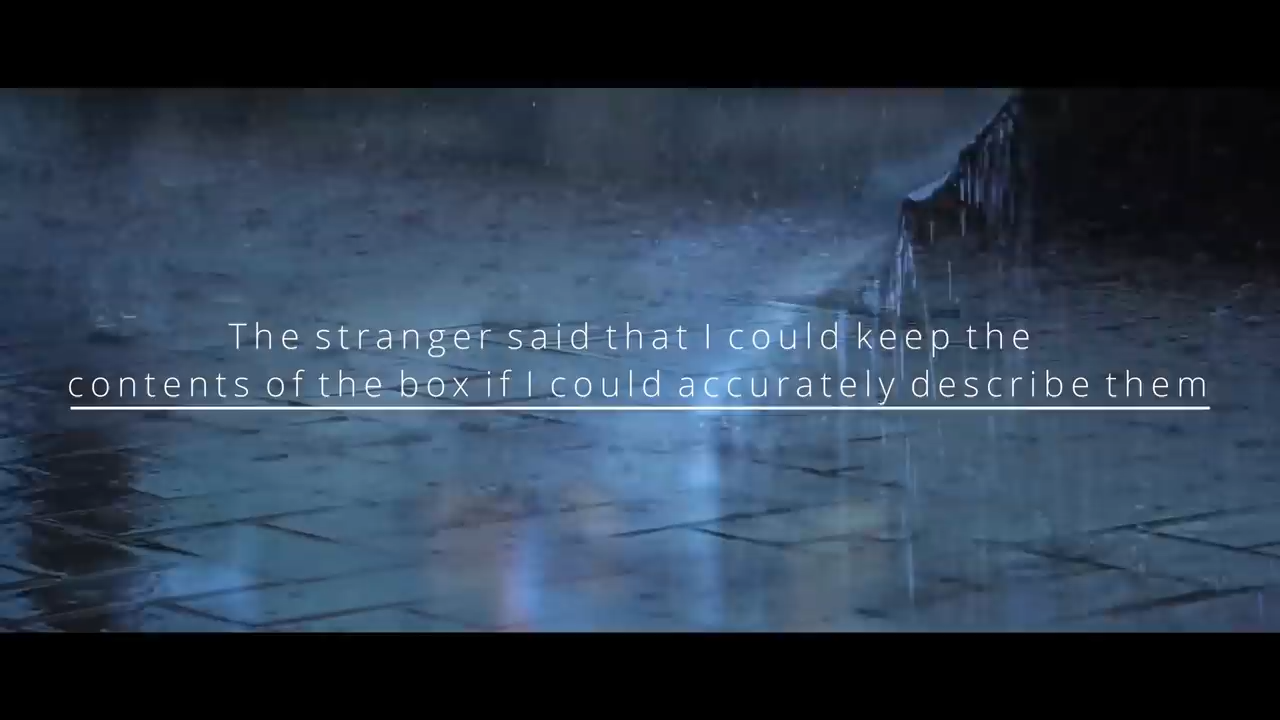 The stranger said that I could keep the
contents of the box if I could accurately describe them